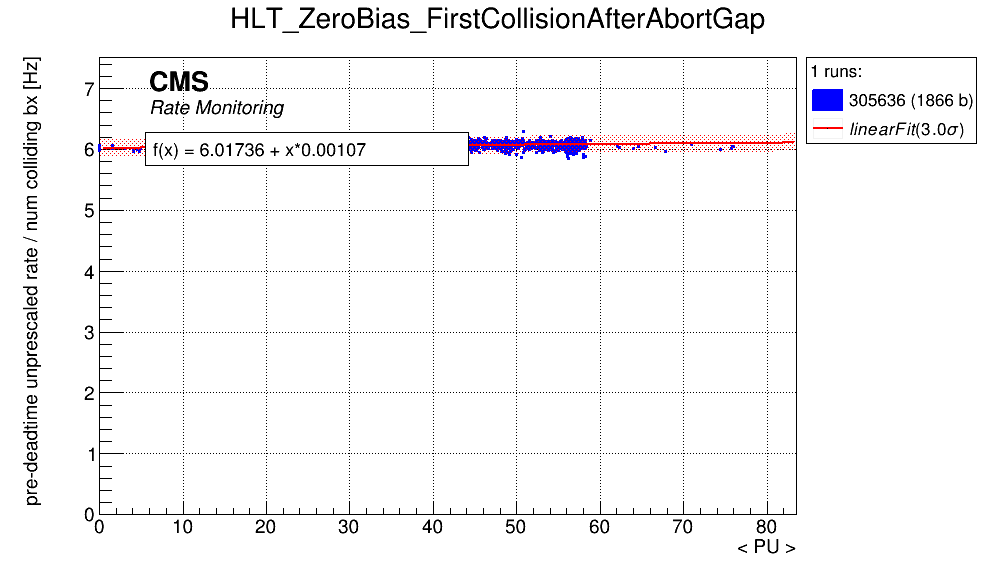 HLT_ZeroBias_FirstCollisionAfterAbortGap
pre-deadtime unprescaled rate / num colliding bx [Hz]
CMS
Rate Monitoring
f(x) = 6.01736 + x*0.00107
7
6
5
4
3
2
1
0
0 10 20 30 40 50 60 70 80
< PU >
1 runs:
305636 (1866 b)
linearFit(3.0σ)